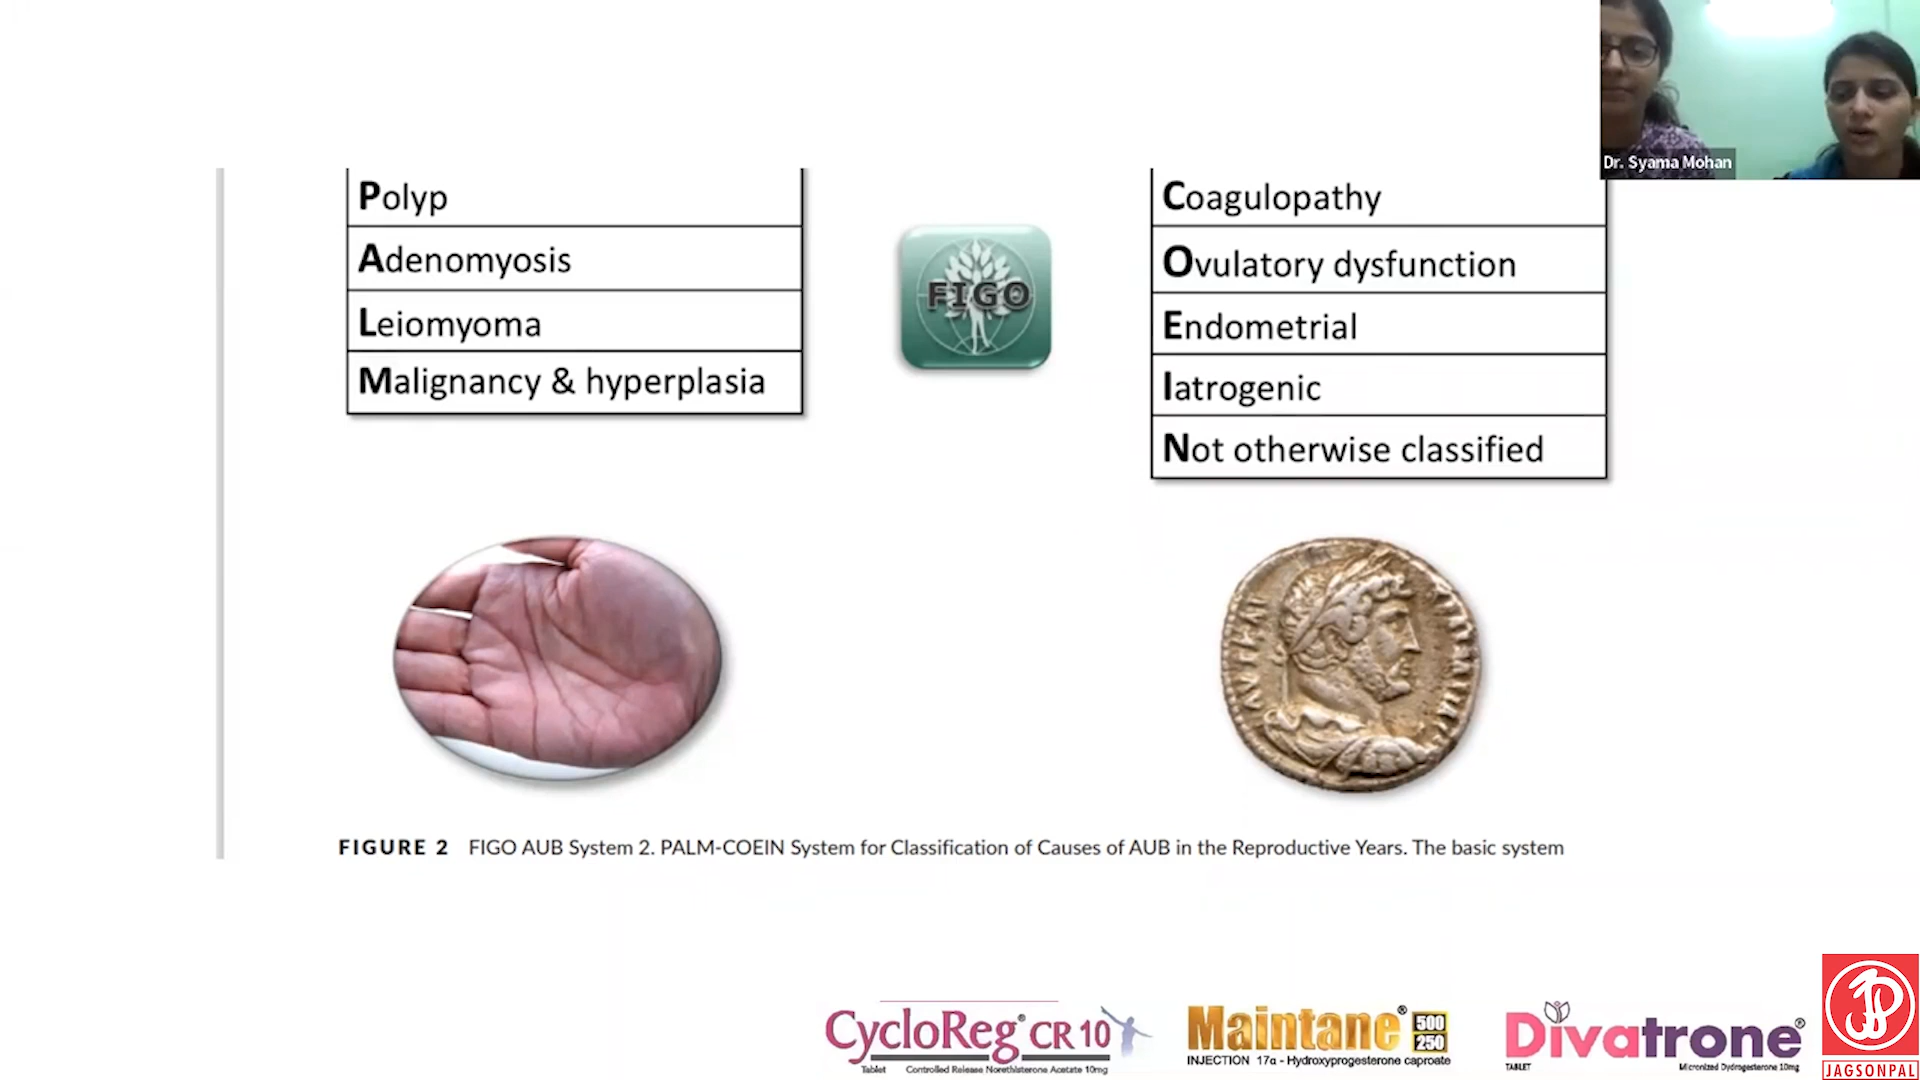 Dr. Syama Mohan
Polyp
Adenomyosis
Leiomyoma
Malignancy & hyperplasia
FIGO
Coagulopathy
Ovulatory dysfunction
Endometrial
Iatrogenic
Not otherwise classified
FIGURE 2 FIGO AUB System 2. PALM-COEIN System for Classification of Causes of AUB in the Reproductive Years. The basic system
CycloReg® CR 10
Tablet Controlled Release Norethisterone Acetate 10mg
Maintane® 500 250
INJECTION 17α - Hydroxyprogesterone caproate
Divatrone®
TABLET Micronized Dydrogesterone 10mg
JAGSONPAL